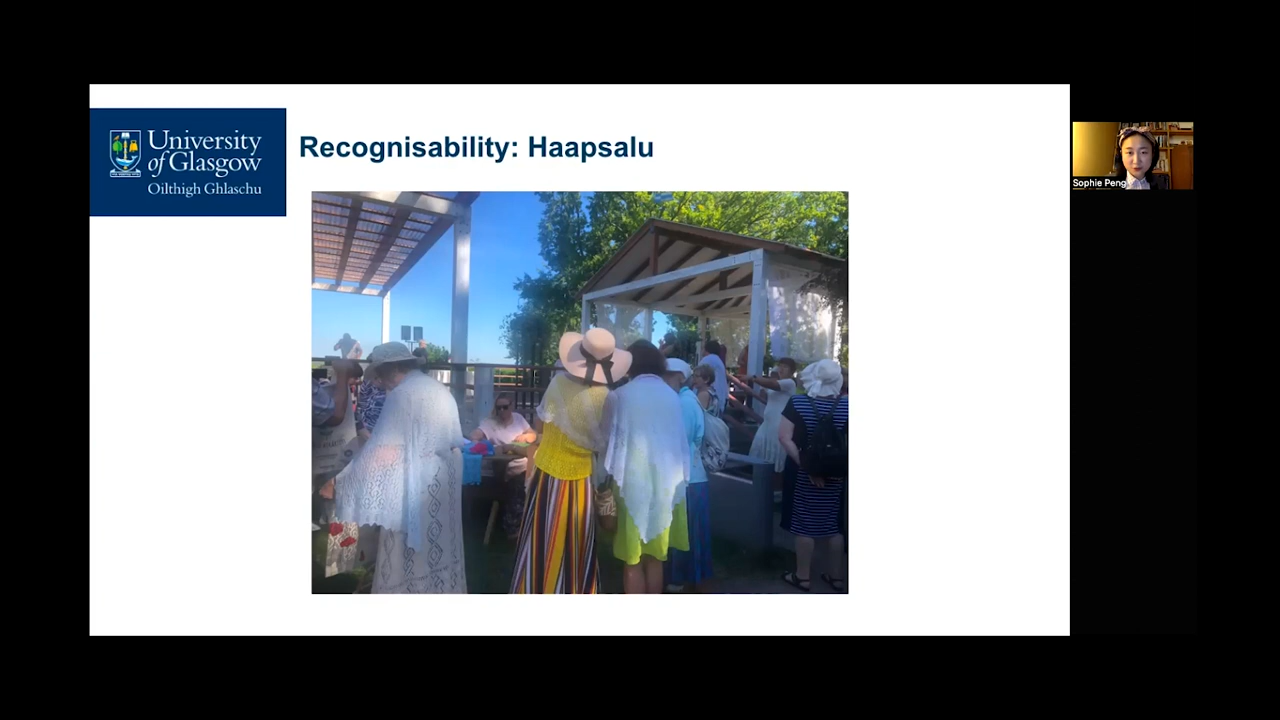 University
of Glasgow
Oilthigh Ghlaschu
Recognisability: Haapsalu
Sophie Peng